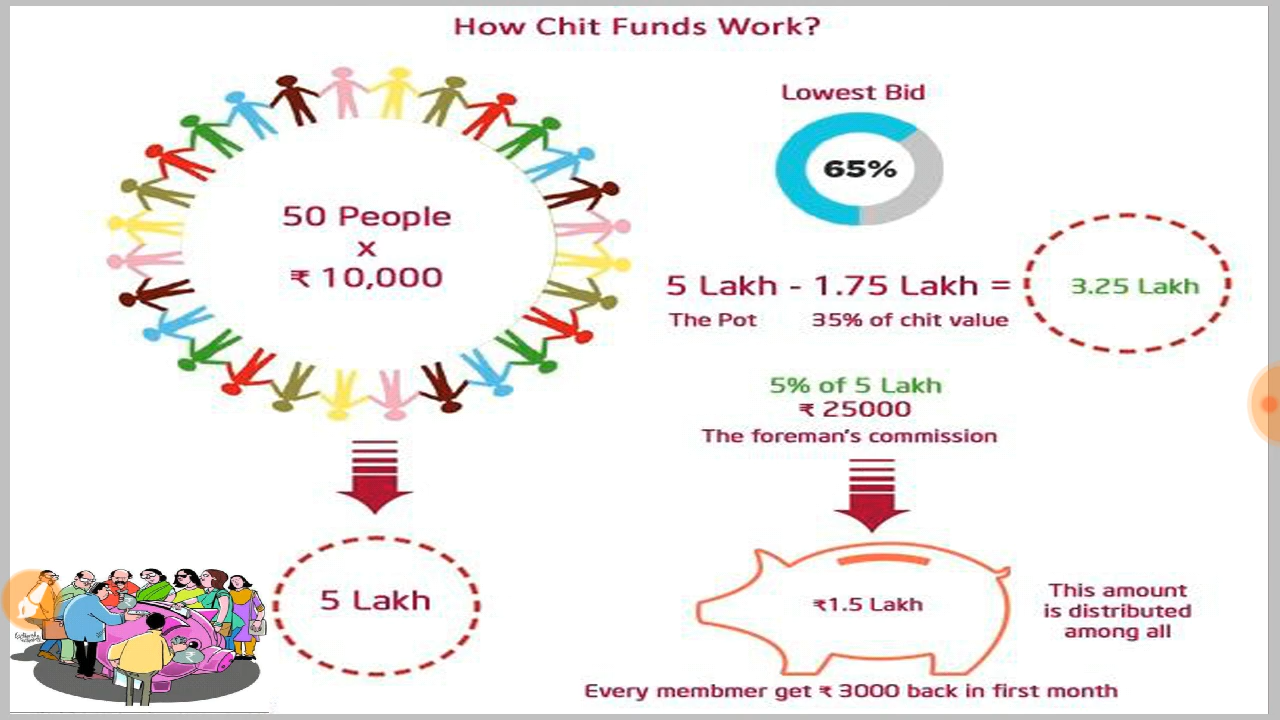 How Chit Funds Work?
50 People
x
₹ 10,000
5 Lakh
Lowest Bid
65%
5 Lakh - 1.75 Lakh = 3.25 Lakh
The Pot 35% of chit value
5% of 5 Lakh
₹ 25000
The foreman's commission
₹1.5 Lakh
This amount
is distributed
among all
Every membmer get ₹ 3000 back in first month